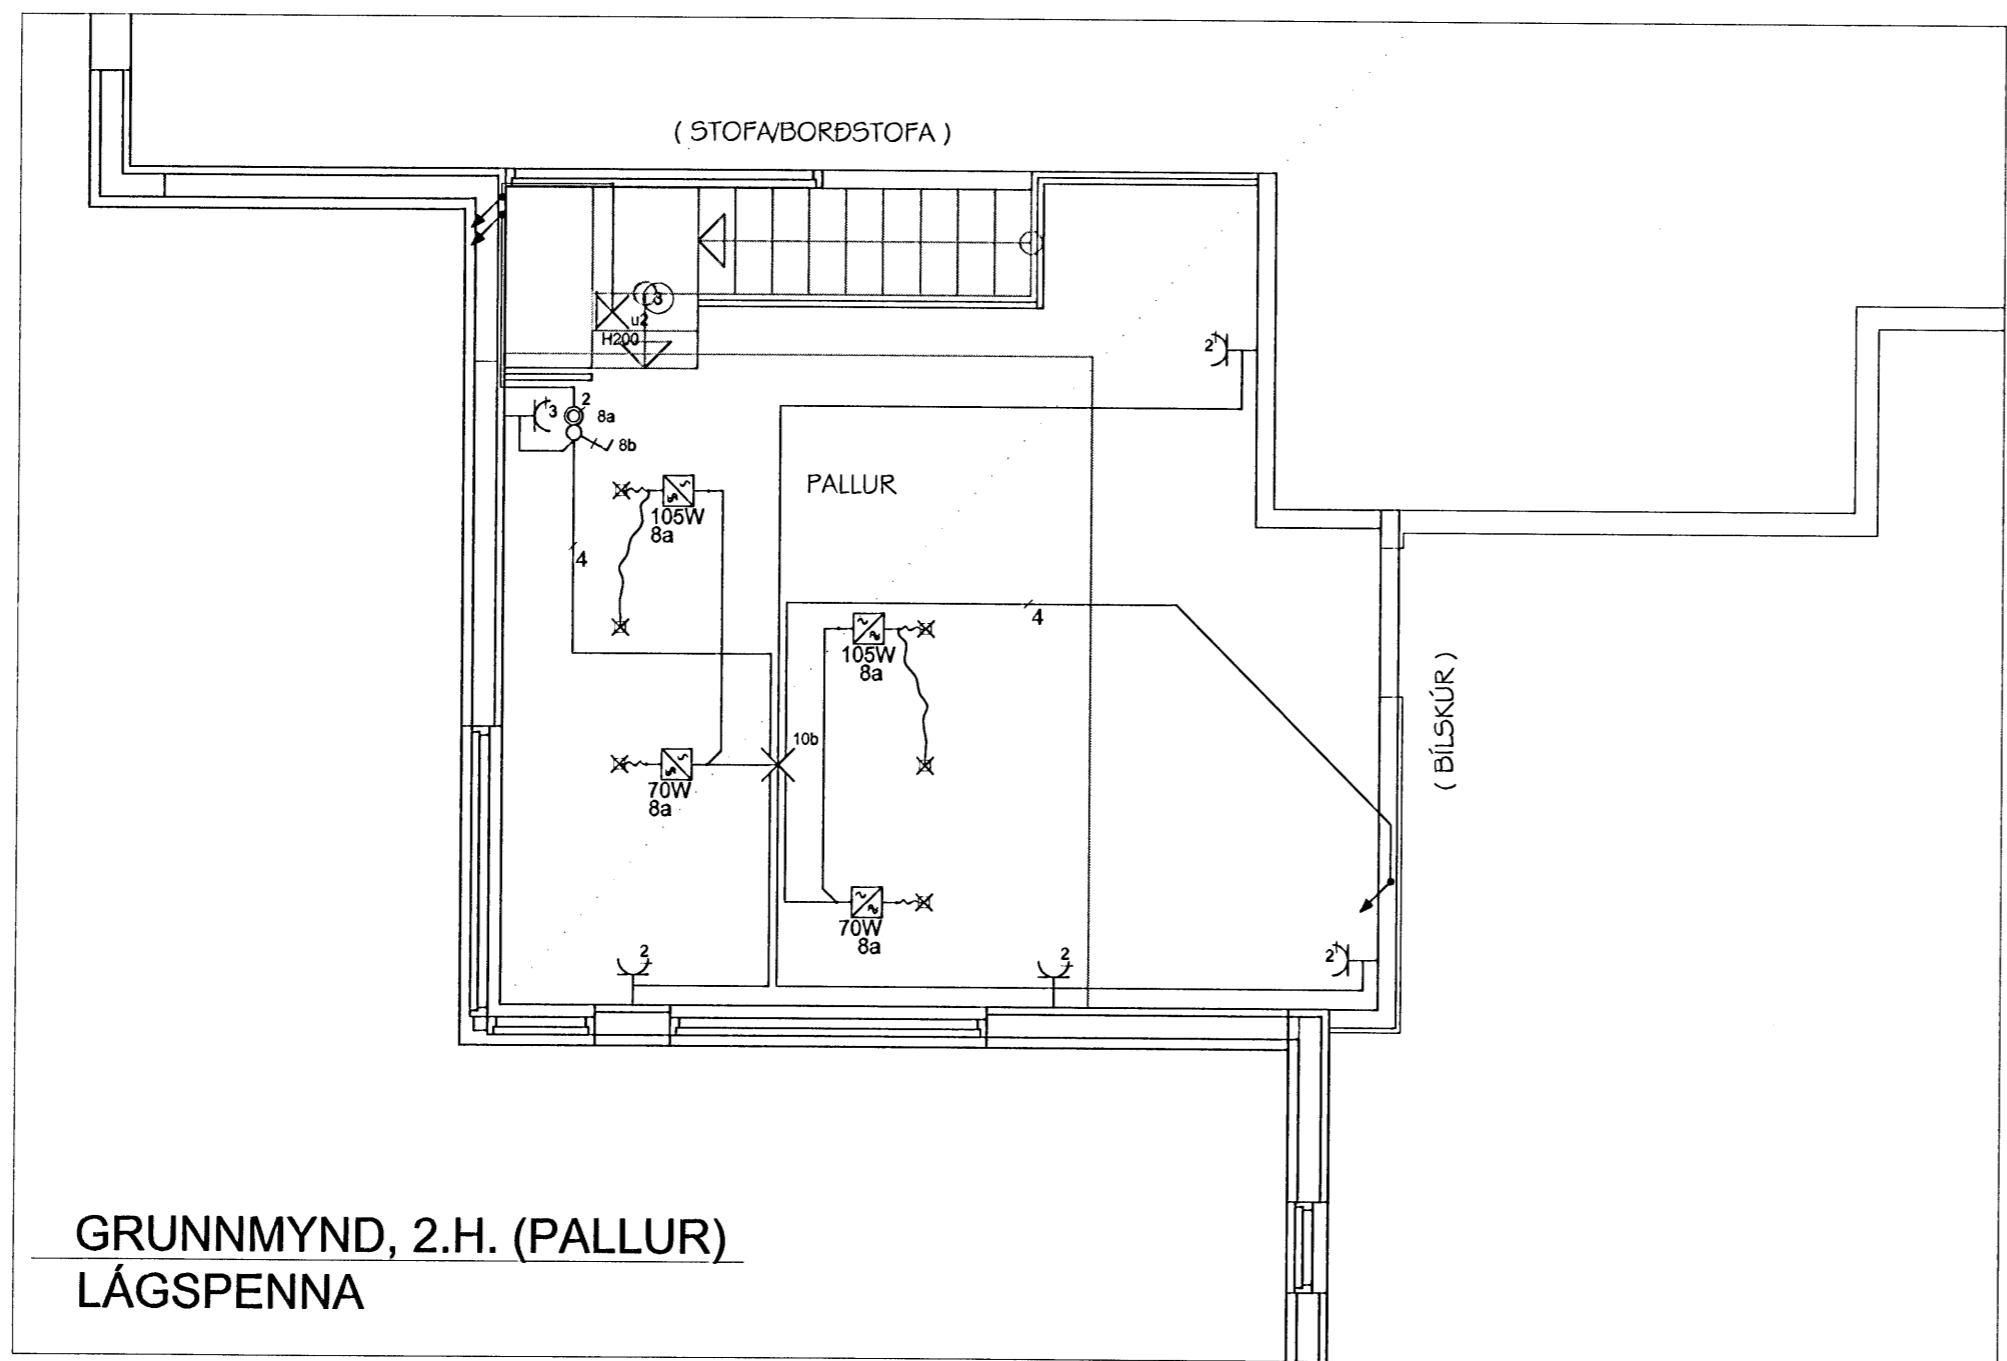 ( STOFA/BORÐSTOFA )
3
u2
H200
2
3
2
8a
8b
PALLUR
105W
8a
4
4
105W
8a
( BÍLSKÚR )
10b
70W
8a
70W
8a
2
2
2
GRUNNMYND, 2.H. (PALLUR)
LÁGSPENNA